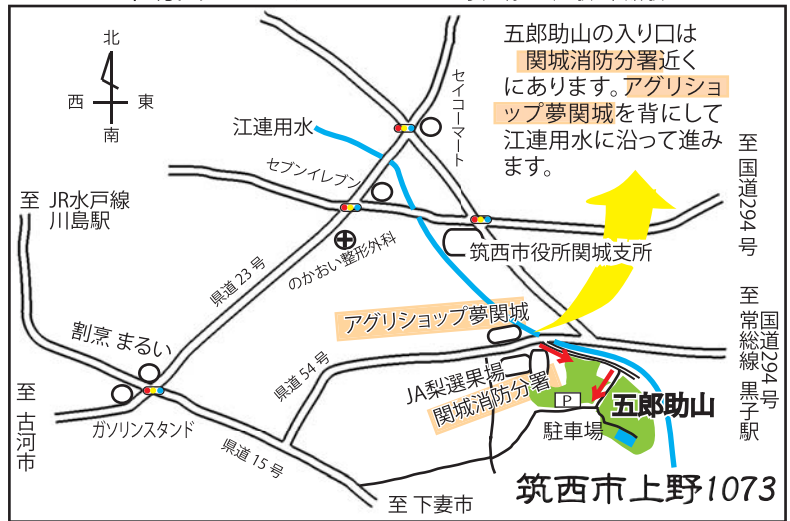 五郎助山の入り口は
関城消防分署近く
にあります。アグリショ
ップ夢関城を背にして
江連用水に沿って進み
ます。
北
西 東
南
江連用水
セイコーマート
セブンイレブン
至 JR水戸線
川島駅
のかおい整形外科
筑西市役所関城支所
至 国道294号
県道23号
アグリショップ夢関城
割烹 まるい
県道54号
JA梨選果場
関城消防分署
P
五郎助山
駐車場
国道294号
至 常総線 黒子駅
至 古河市
ガソリンスタンド
県道15号
至 下妻市
筑西市上野1073